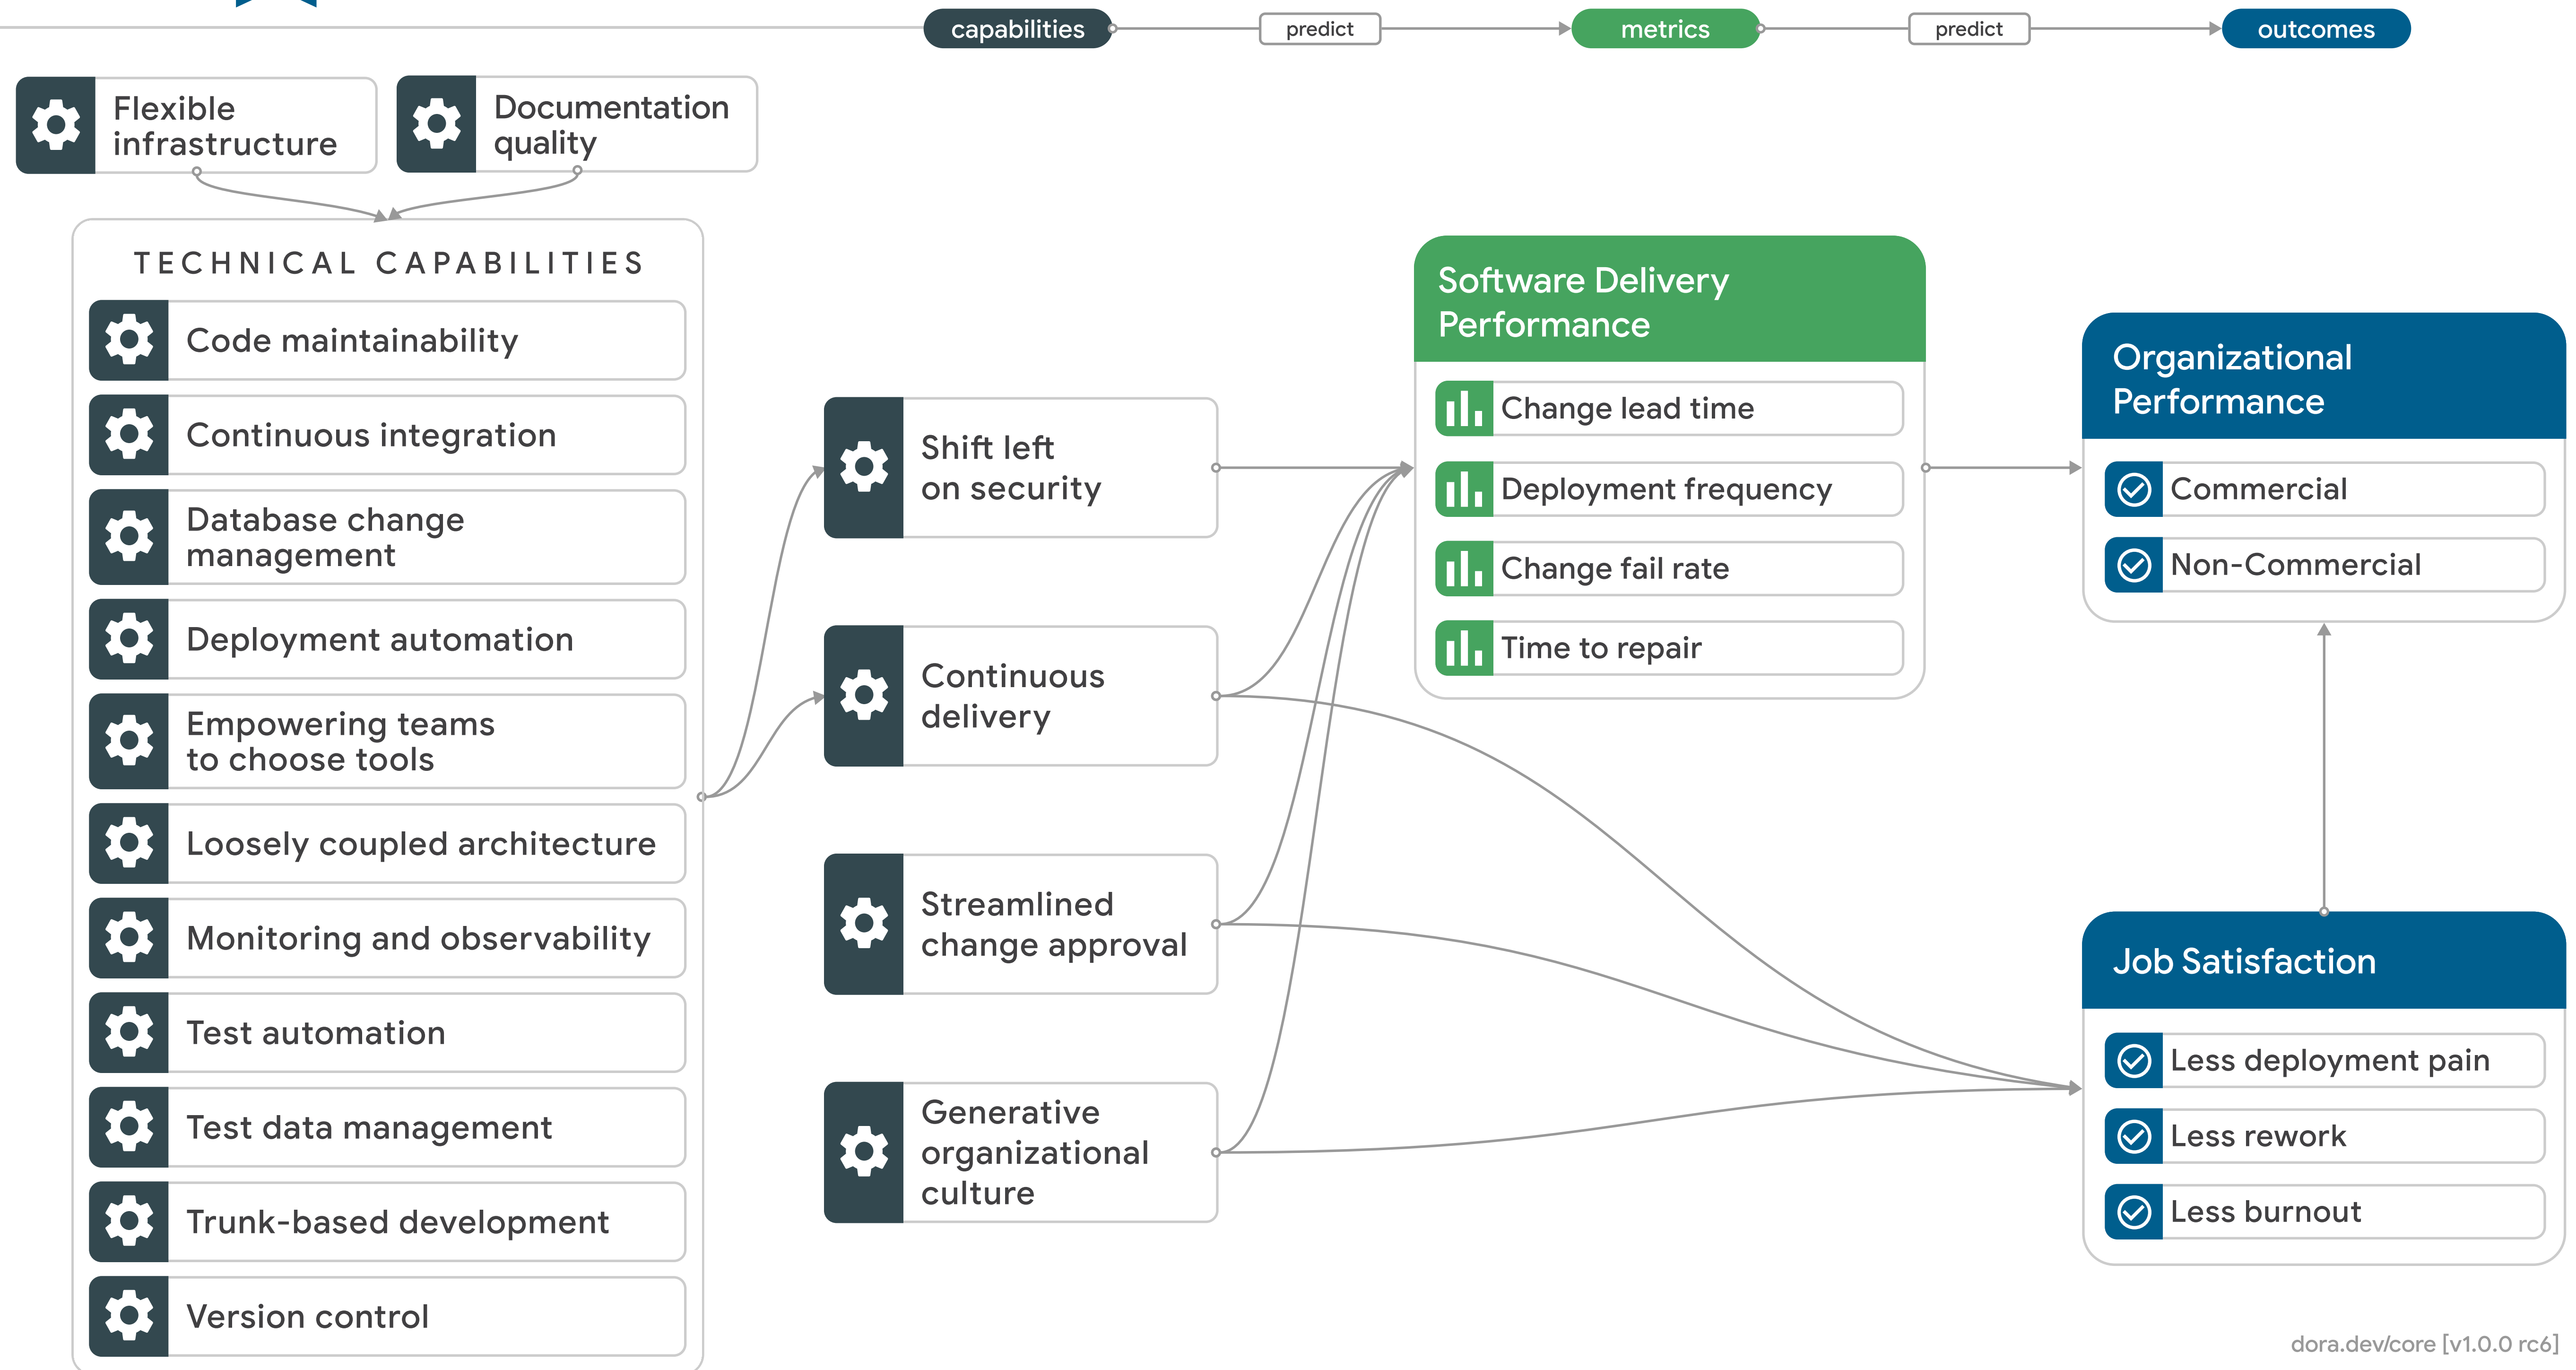 capabilities
predict
metrics
predict
outcomes
Flexible
infrastructure
Documentation
quality
TECHNICAL CAPABILITIES
Code maintainability
Continuous integration
Database change
management
Deployment automation
Empowering teams
to choose tools
Loosely coupled architecture
Monitoring and observability
Test automation
Test data management
Trunk-based development
Version control
Shift left
on security
Continuous
delivery
Streamlined
change approval
Generative
organizational
culture
Software Delivery
Performance
Change lead time
Deployment frequency
Change fail rate
Time to repair
Organizational
Performance
Commercial
Non-Commercial
Job Satisfaction
Less deployment pain
Less rework
Less burnout
dora.dev/core [v1.0.0 rc6]